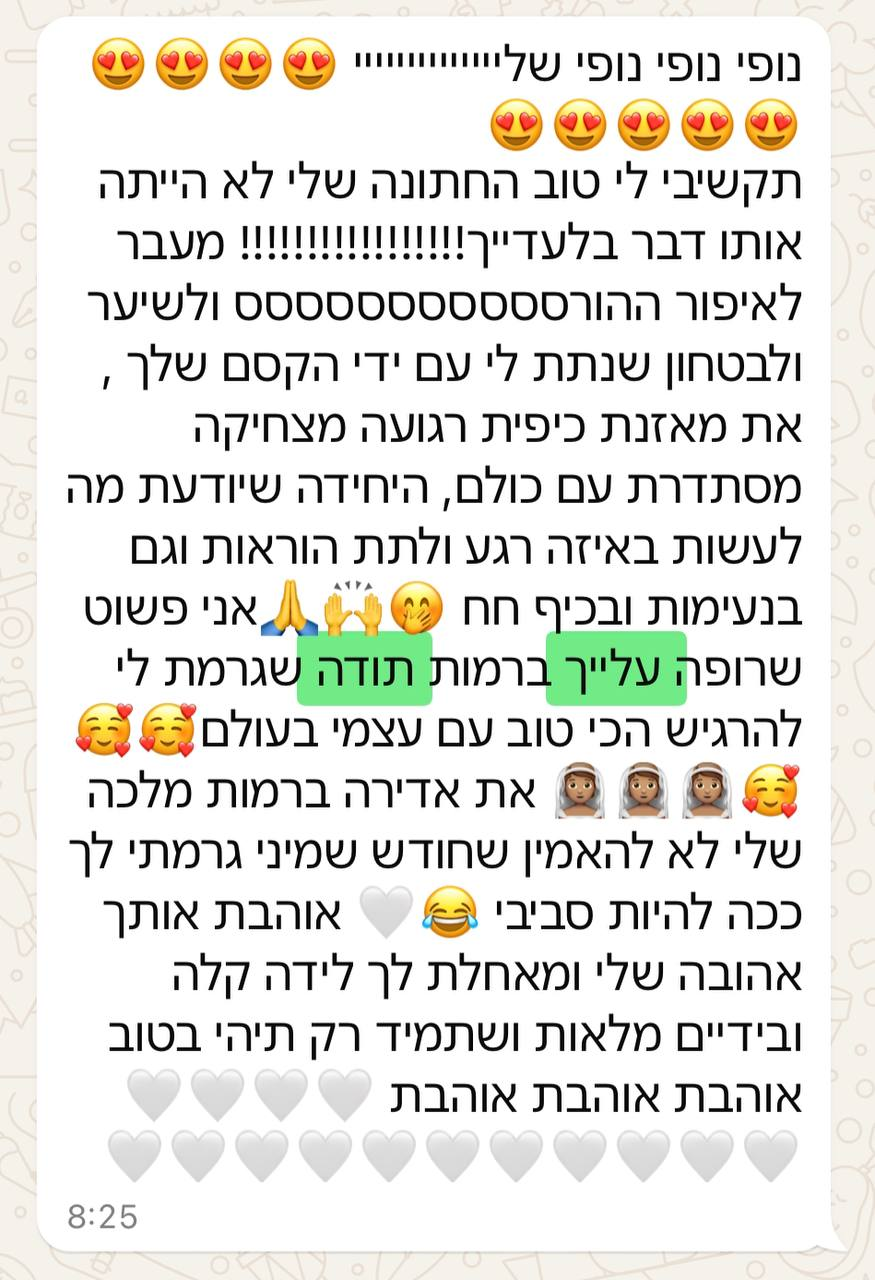 נופי נופי נופי שלייייייייייייייי 😍😍😍😍
😍😍😍😍😍
תקשיבי לי טוב החתונה שלי לא הייתה
אותו דבר בלעדייך!!!!!!!!!!!!!!!!!! מעבר
לאיפור ההורסססססססססססס ולשיער
ולבטחון שנתת לי עם ידי הקסם שלך ,
את מאזנת כיפית רגועה מצחיקה
מסתדרת עם כולם, היחידה שיודעת מה
לעשות באיזה רגע ולתת הוראות וגם
בנעימות ובכיף חח 🤭🙌🙏אני פשוט
שרופה עלייך ברמות תודה שגרמת לי
להרגיש הכי טוב עם עצמי בעולם🥰🥰
🥰👰🏽‍♀️👰🏽‍♀️👰🏽‍♀️ את אדירה ברמות מלכה
שלי לא להאמין שחודש שמיני גרמתי לך
ככה להיות סביבי 😂🤍 אוהבת אותך
אהובה שלי ומאחלת לך לידה קלה
ובידיים מלאות ושתמיד רק תיהי בטוב
אוהבת אוהבת אוהבת 🤍🤍🤍🤍
🤍🤍🤍🤍🤍🤍🤍🤍🤍🤍🤍
8:25